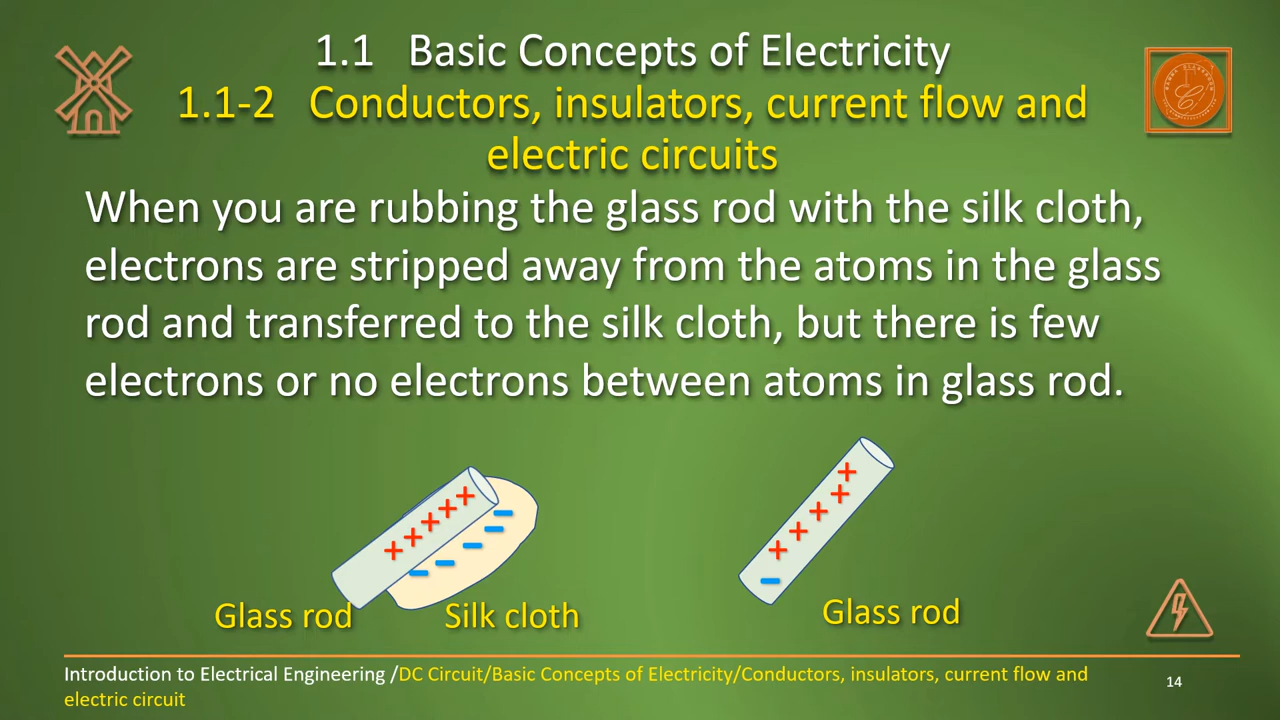 1.1 Basic Concepts of Electricity
1.1-2 Conductors, insulators, current flow and
electric circuits
When you are rubbing the glass rod with the silk cloth,
electrons are stripped away from the atoms in the glass
rod and transferred to the silk cloth, but there is few
electrons or no electrons between atoms in glass rod.
+ + + + +
- - - - -
+ + + + +
-
Glass rod
Silk cloth
Glass rod
Introduction to Electrical Engineering /DC Circuit/Basic Concepts of Electricity/Conductors, insulators, current flow and
electric circuit
14